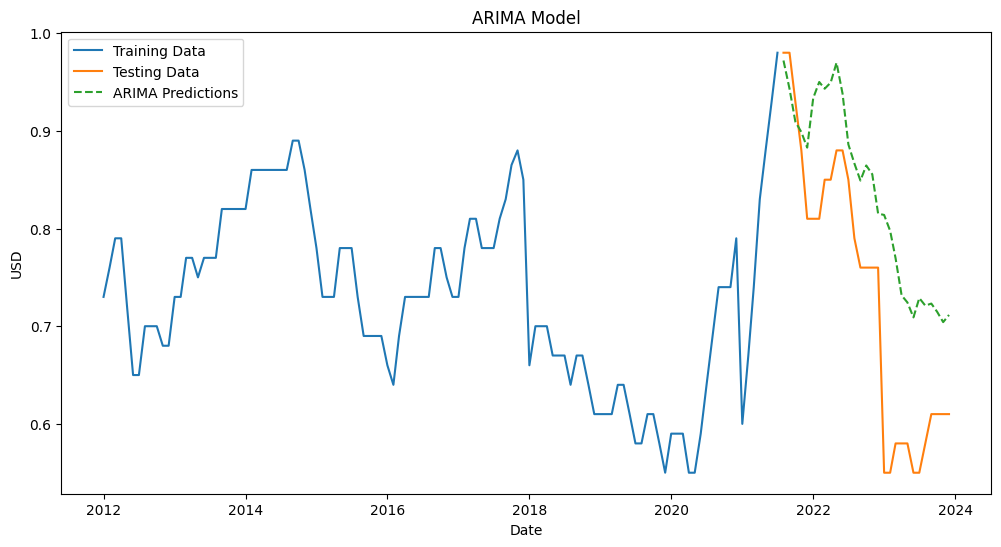 ARIMA Model
Training Data
Testing Data
ARIMA Predictions
1.0
0.9
0.8
0.7
0.6
USD
2012
2014
2016
2018
2020
2022
2024
Date